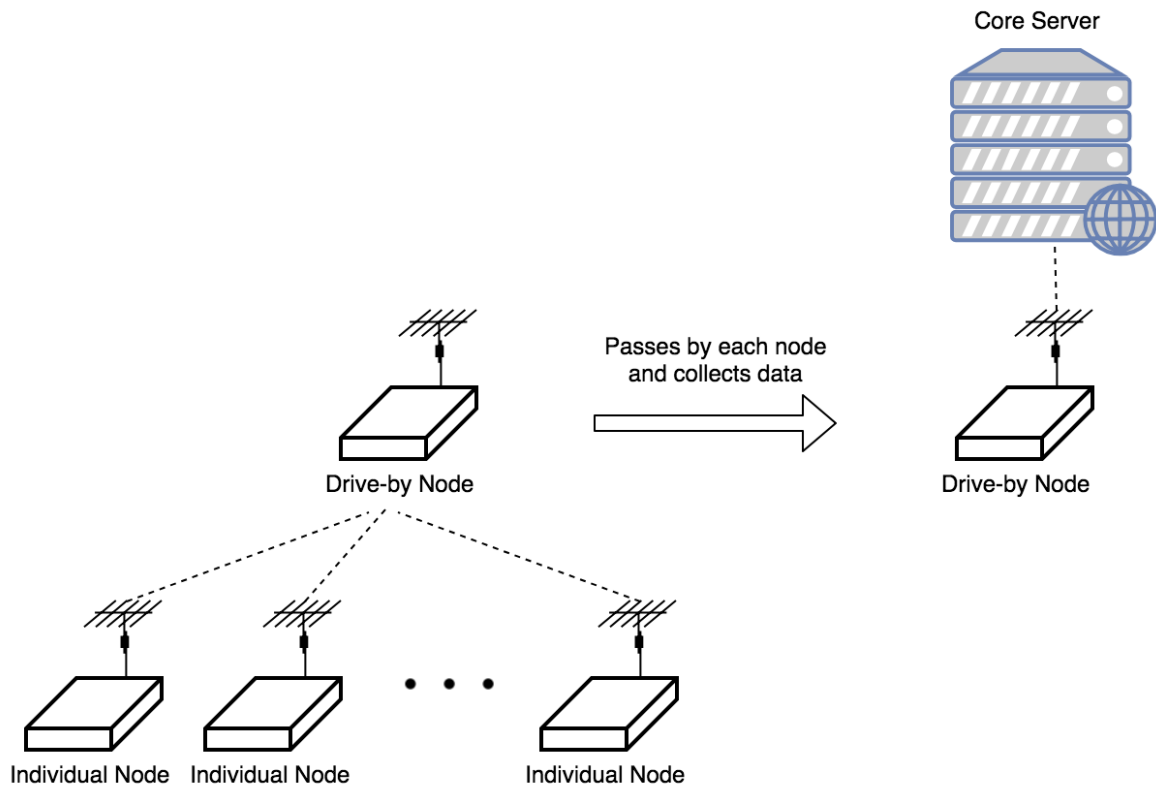 Core Server
Passes by each node
and collects data
Drive-by Node
Drive-by Node
Individual Node
Individual Node
Individual Node